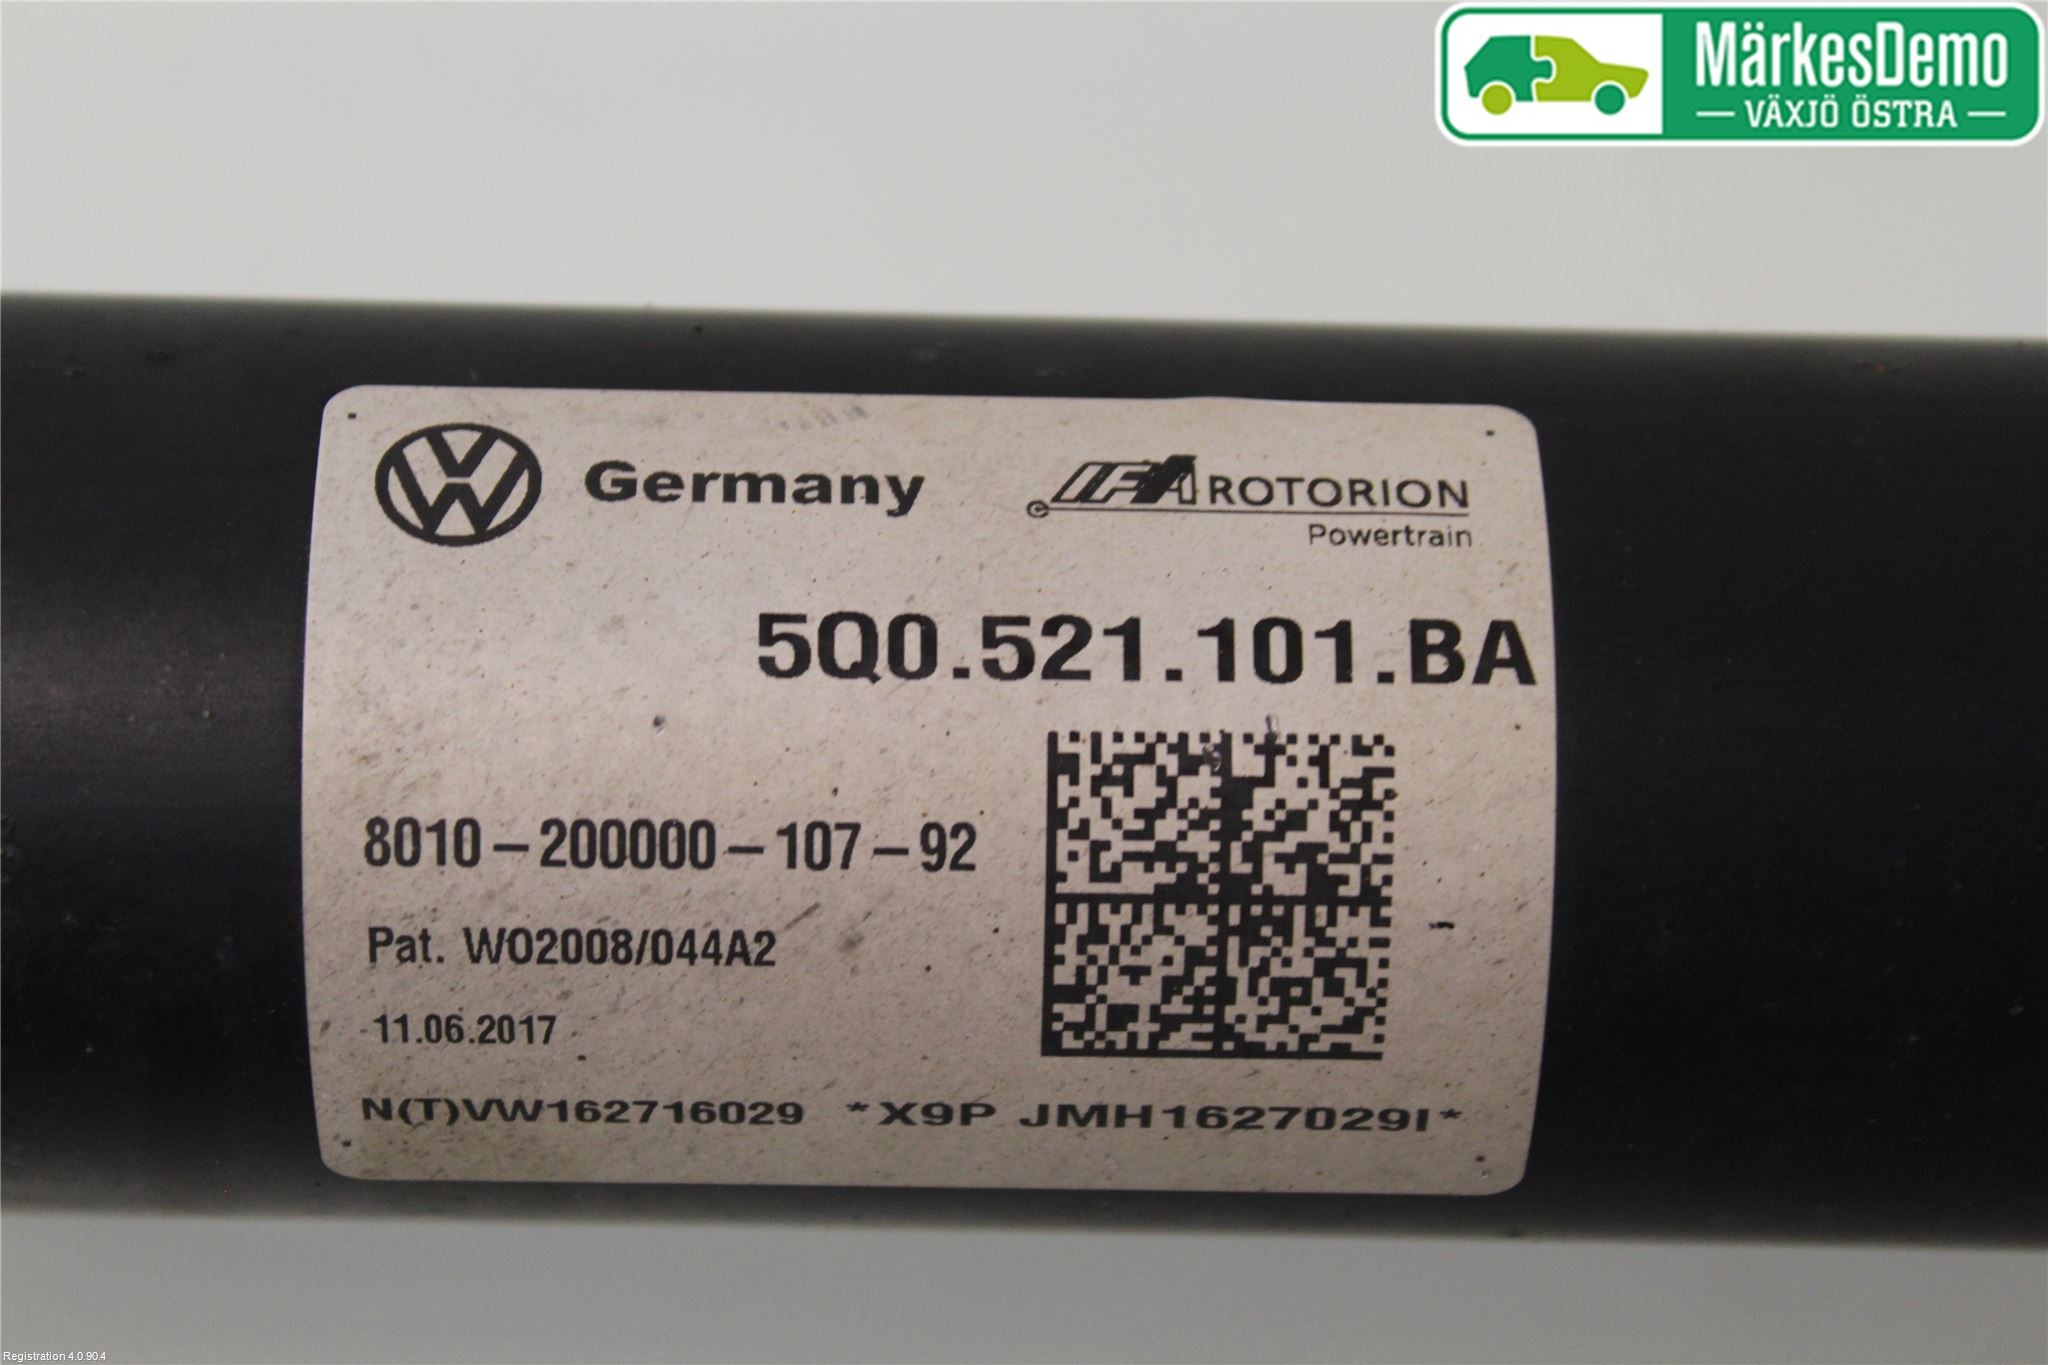 MärkesDemo
VÄXJÖ ÖSTRA
Germany
IFA ROTORION
Powertrain
5Q0.521.101.BA
8010-200000-107-92
Pat. WO2008/044A2
11.06.2017
N(T)VW162716029 *X9P JMH1627029I*
Registration 4.0.90.4